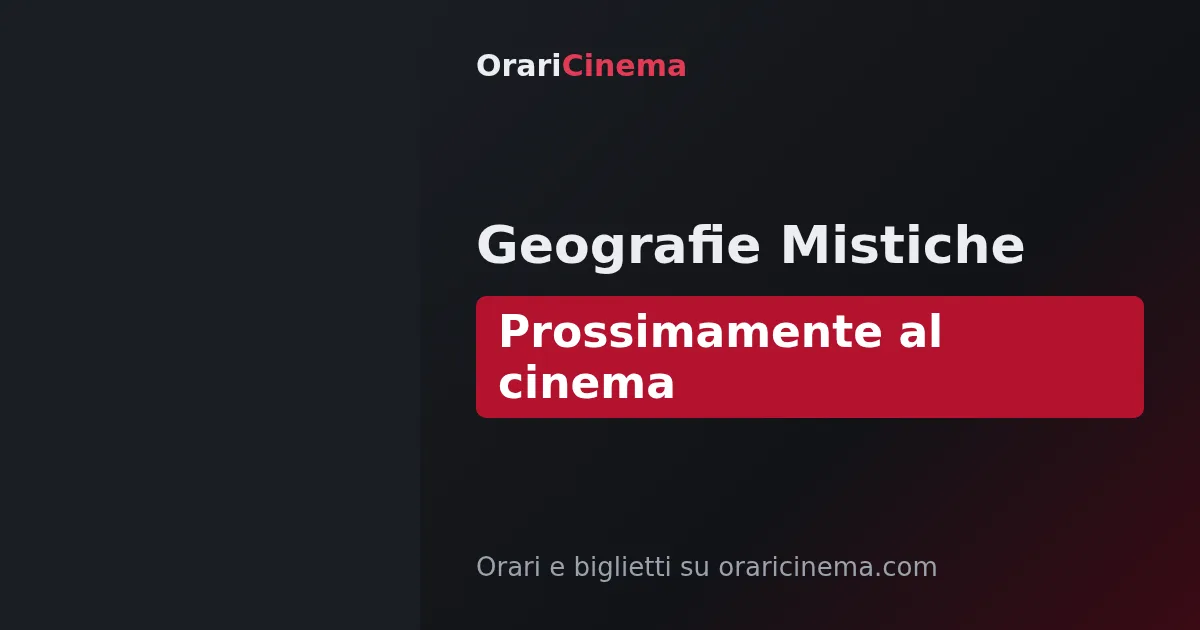 OrariCinema
Geografie Mistiche
Prossimamente al
cinema
Orari e biglietti su oraricinema.com